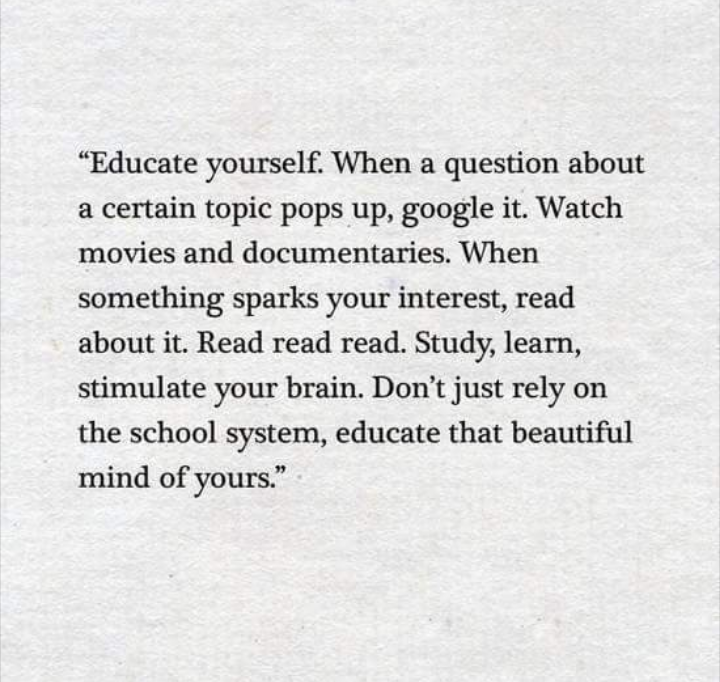 “Educate yourself. When a question about
a certain topic pops up, google it. Watch
movies and documentaries. When
something sparks your interest, read
about it. Read read read. Study, learn,
stimulate your brain. Don’t just rely on
the school system, educate that beautiful
mind of yours.”